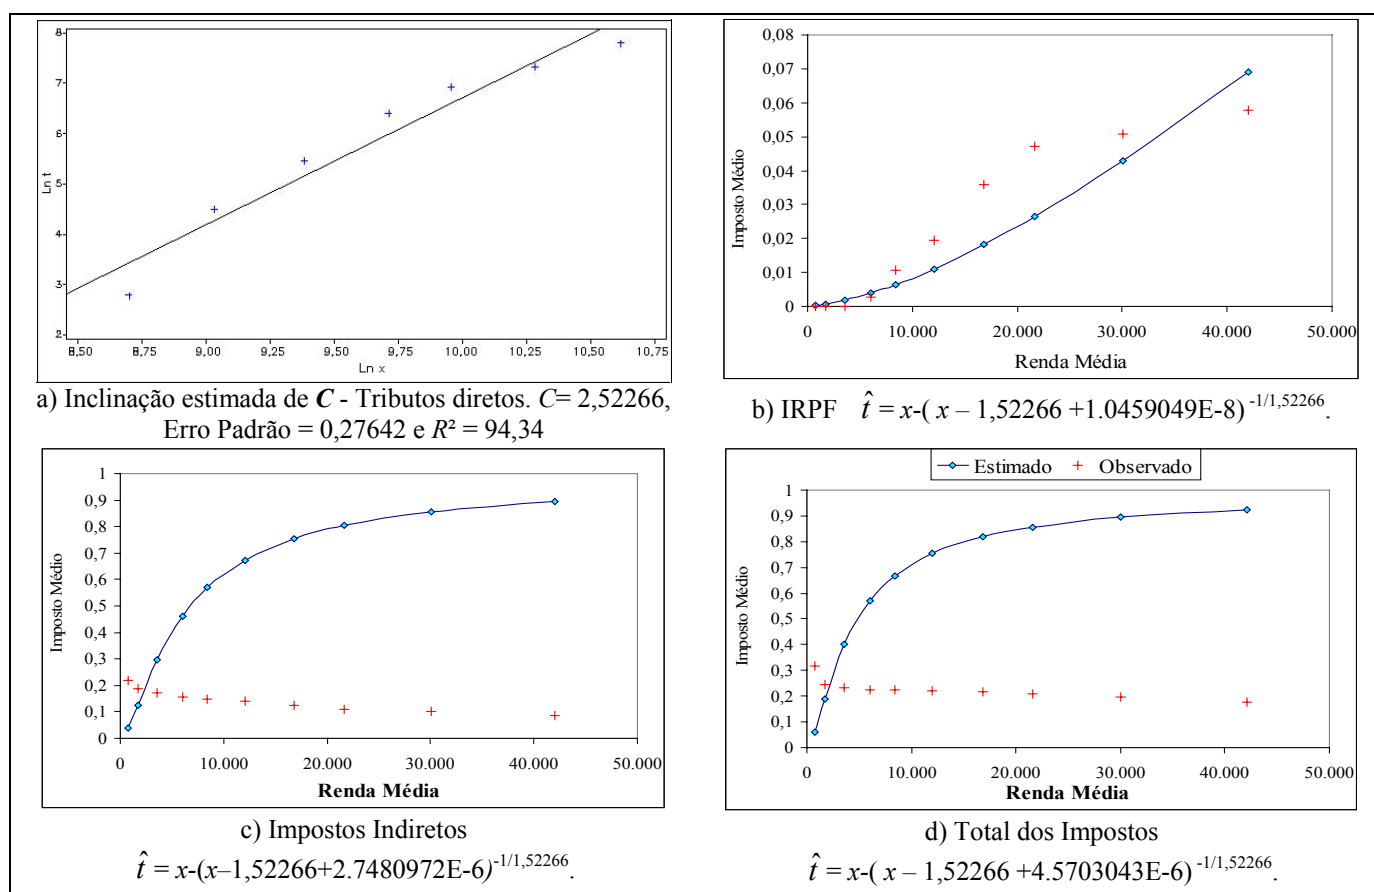 8
7
6
5
4
3
2
Ln t
8,50 8,75 9,00 9,25 9,50 9,75 10,00 10,25 10,50 10,75
Ln x
a) Inclinação estimada de C - Tributos diretos. C= 2,52266,
Erro Padrão = 0,27642 e R² = 94,34
0,08
0,07
0,06
0,05
0,04
0,03
0,02
0,01
0
Imposto Médio
0 10.000 20.000 30.000 40.000 50.000
Renda Média
b) IRPF t̂ = x-( x – 1,52266 +1.0459049E-8) -1/1,52266.
1
0,9
0,8
0,7
0,6
0,5
0,4
0,3
0,2
0,1
0
Imposto Médio
0 10.000 20.000 30.000 40.000 50.000
Renda Média
c) Impostos Indiretos
t̂ = x-(x–1,52266+2.7480972E-6)-1/1,52266.
Estimado Observado
1
0,9
0,8
0,7
0,6
0,5
0,4
0,3
0,2
0,1
0
Imposto Médio
0 10.000 20.000 30.000 40.000 50.000
Renda Média
d) Total dos Impostos
t̂ = x-( x – 1,52266 +4.5703043E-6) -1/1,52266.